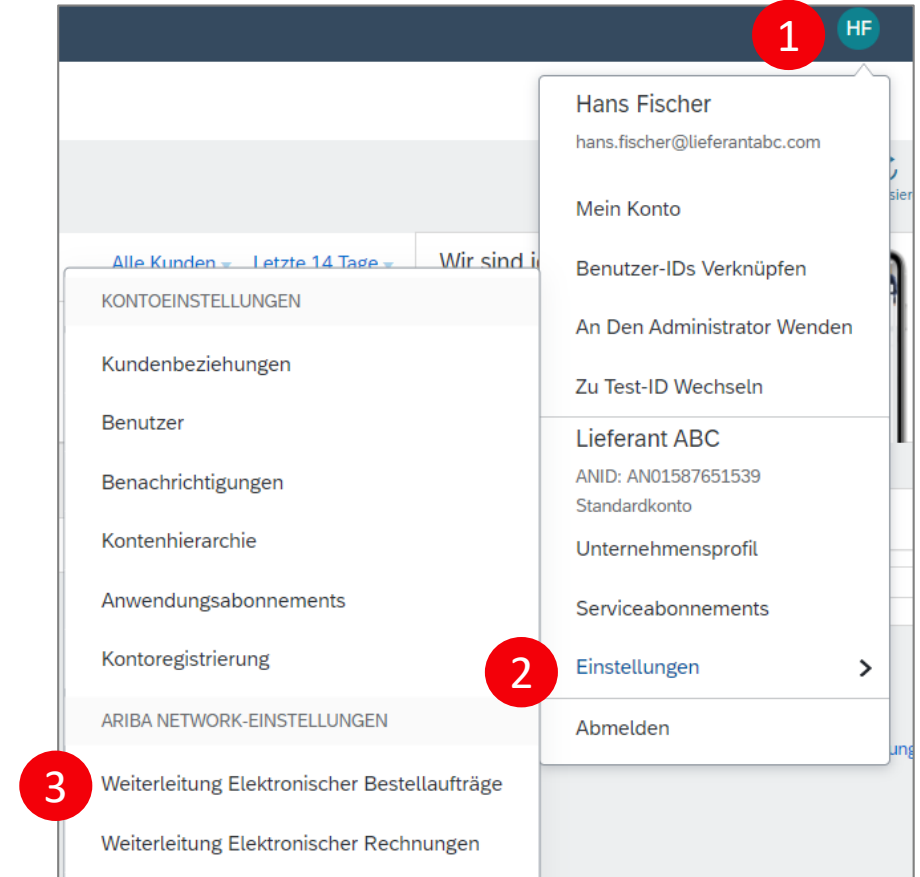 1
HF
Hans Fischer
hans.fischer@lieferantabc.com
Mein Konto
Benutzer-IDs Verknüpfen
An Den Administrator Wenden
Zu Test-ID Wechseln
Lieferant ABC
ANID: AN01587651539
Standardkonto
Unternehmensprofil
Serviceabonnements
2
Einstellungen
Abmelden
Alle Kunden
Letzte 14 Tage
Wir sind
KONTOEINSTELLUNGEN
Kundenbeziehungen
Benutzer
Benachrichtigungen
Kontenhierarchie
Anwendungsabonnements
Kontoregistrierung
ARIBA NETWORK-EINSTELLUNGEN
3
Weiterleitung Elektronischer Bestellaufträge
Weiterleitung Elektronischer Rechnungen